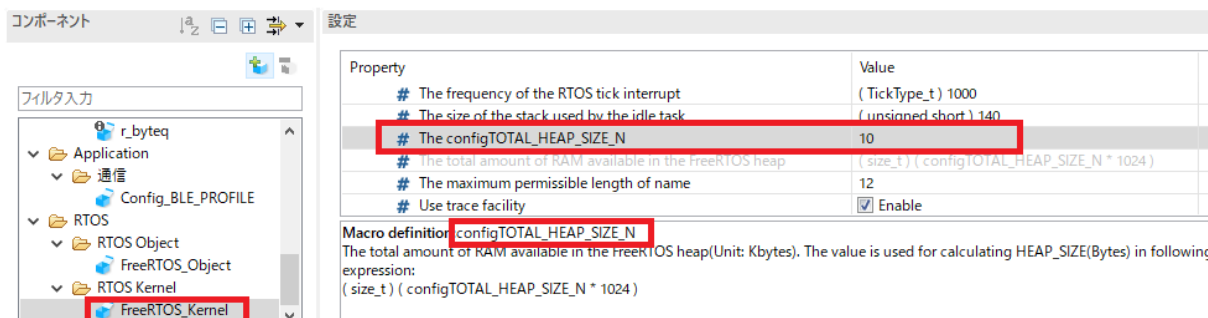 コンポーネント
設定
フィルタ入力
r_byteq
Application
通信
Config_BLE_PROFILE
RTOS
RTOS Object
FreeRTOS_Object
RTOS Kernel
FreeRTOS_Kernel
Property Value
# The frequency of the RTOS tick interrupt ( TickType_t ) 1000
# The size of the stack used by the idle task ( unsigned short ) 140
# The configTOTAL_HEAP_SIZE_N 10
# The total amount of RAM available in the FreeRTOS heap ( size_t ) ( configTOTAL_HEAP_SIZE_N * 1024 )
# The maximum permissible length of name 12
# Use trace facility Enable
Macro definition:configTOTAL_HEAP_SIZE_N
The total amount of RAM available in the FreeRTOS heap(Unit: Kbytes). The value is used for calculating HEAP_SIZE(Bytes) in following
expression:
( size_t ) ( configTOTAL_HEAP_SIZE_N * 1024 )